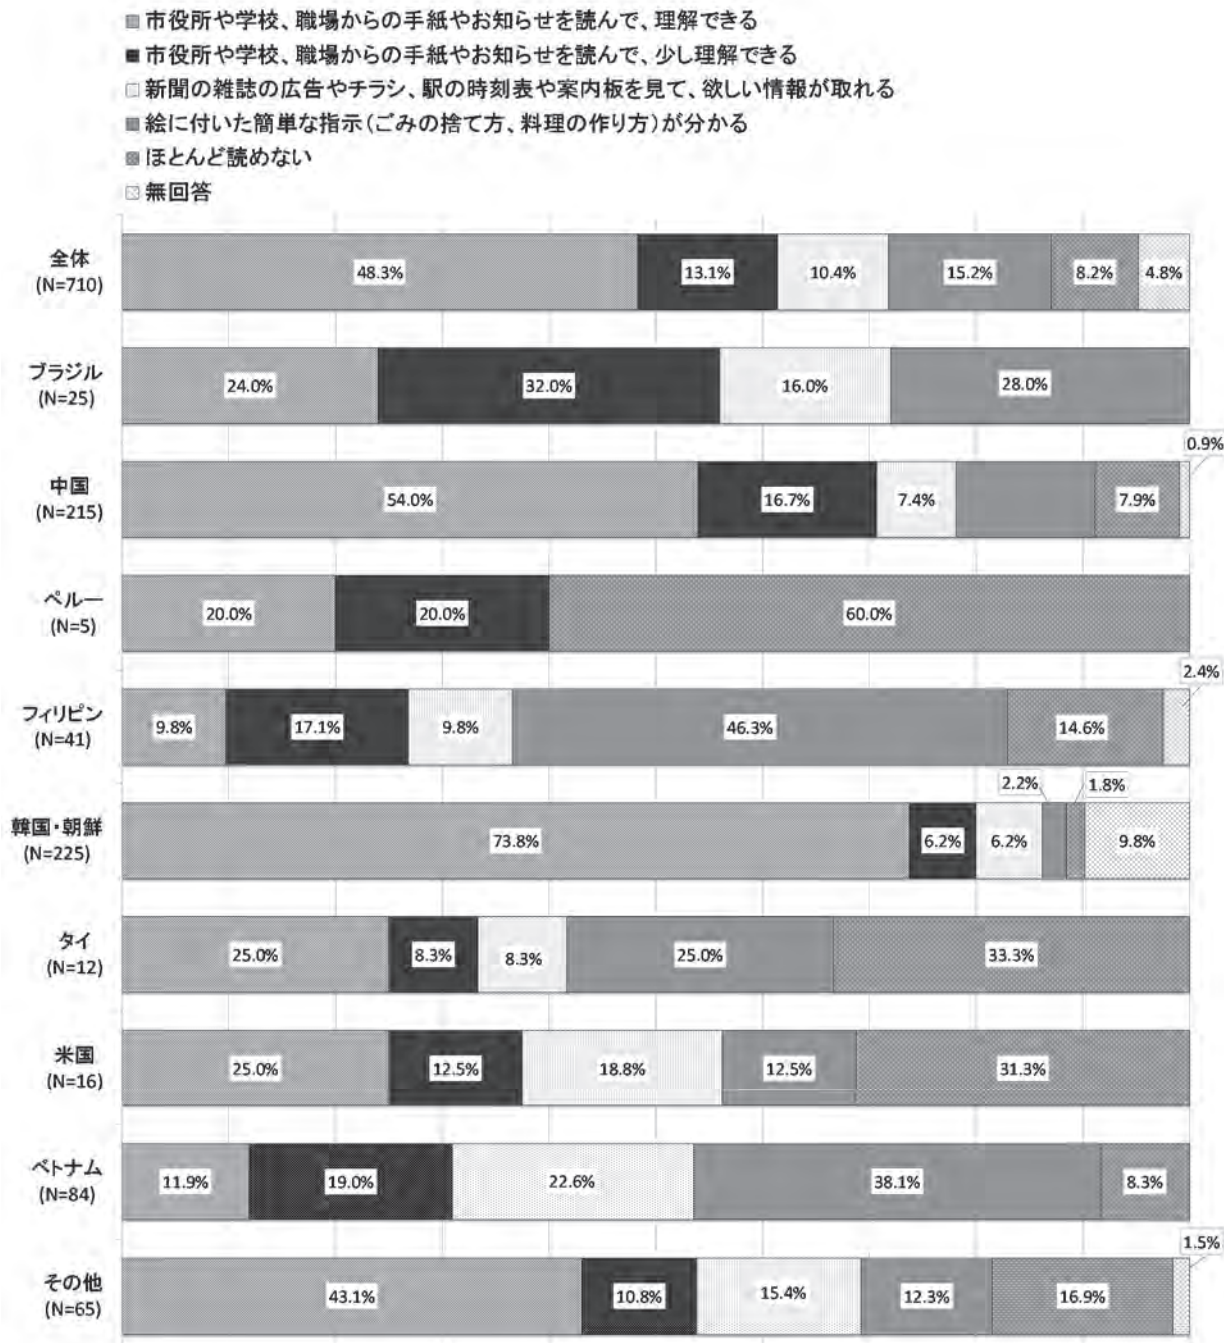 市役所や学校、職場からの手紙やお知らせを読んで、理解できる
市役所や学校、職場からの手紙やお知らせを読んで、少し理解できる
新聞の雑誌の広告やチラシ、駅の時刻表や案内板を見て、欲しい情報が取れる
絵に付いた簡単な指示(ごみの捨て方、料理の作り方)が分かる
ほとんど読めない
無回答
全体
(N=710)
48.3% 13.1% 10.4% 15.2% 8.2% 4.8%
ブラジル
(N=25)
24.0% 32.0% 16.0% 28.0%
0.9%
中国
(N=215)
54.0% 16.7% 7.4% 7.9%
ペルー
(N=5)
20.0% 20.0% 60.0%
2.4%
フィリピン
(N=41)
9.8% 17.1% 9.8% 46.3% 14.6%
2.2% 1.8%
韓国・朝鮮
(N=225)
73.8% 6.2% 6.2% 9.8%
タイ
(N=12)
25.0% 8.3% 8.3% 25.0% 33.3%
米国
(N=16)
25.0% 12.5% 18.8% 12.5% 31.3%
ベトナム
(N=84)
11.9% 19.0% 22.6% 38.1% 8.3%
1.5%
その他
(N=65)
43.1% 10.8% 15.4% 12.3% 16.9%